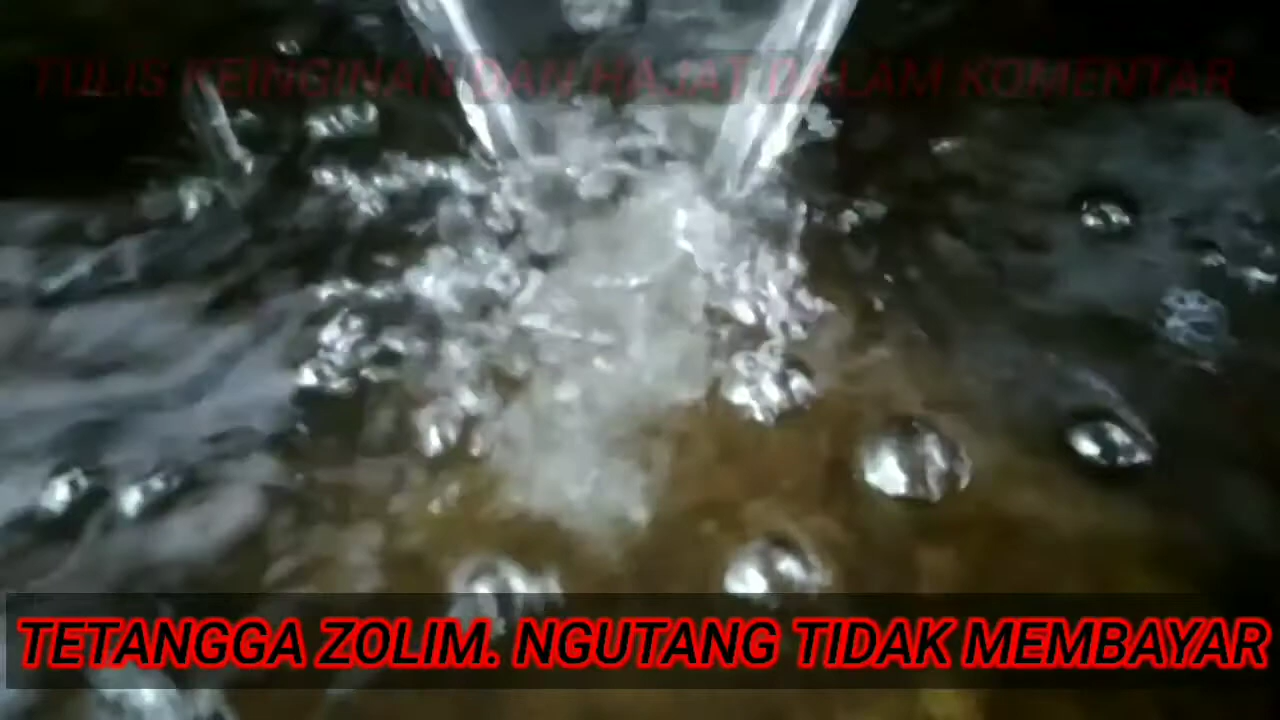 TULIS KEINGINAN DAN HAJAT DALAM KOMENTAR
TETANGGA ZOLIM. NGUTANG TIDAK MEMBAYAR